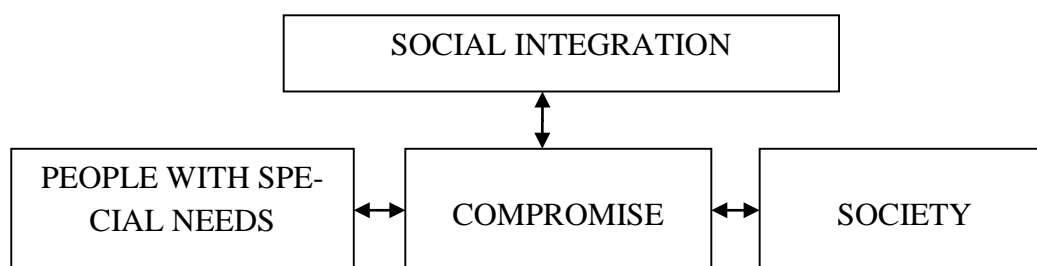 SOCIAL INTEGRATION
PEOPLE WITH SPE-
CIAL NEEDS
COMPROMISE
SOCIETY